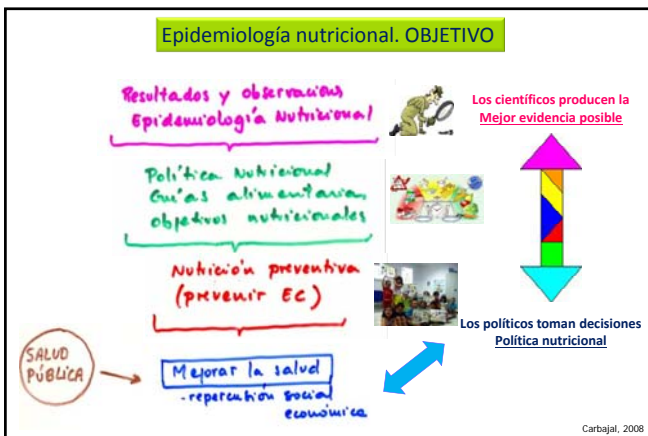 Epidemiología nutricional. OBJETIVO
Resultados y observacions
Epidemiología Nutricional
Los científicos producen la
Mejor evidencia posible
Política Nutricional
Guías alimentarias,
objetivos nutricionales
Nutrición preventiva
(prevenir EC)
Los políticos toman decisiones
Política nutricional
SALUD
PÚBLICA
Mejorar la salud
-repercusión social
económica
Carbajal, 2008